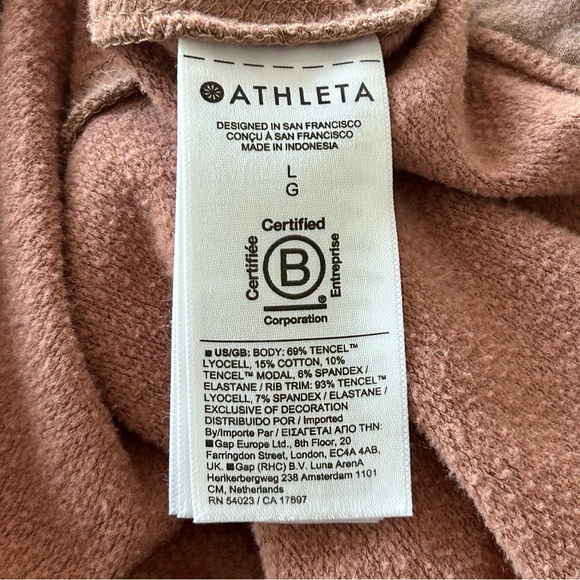 ATHLETA
DESIGNED IN SAN FRANCISCO
CONÇU À SAN FRANCISCO
MADE IN INDONESIA
L
G
Certified
Certifiée
B
Entreprise
®
Corporation
US/GB: BODY: 69% TENCEL™
LYOCELL, 15% COTTON, 10%
TENCEL™ MODAL, 6% SPANDEX /
ELASTANE / RIB TRIM: 93% TENCEL™
LYOCELL, 7% SPANDEX / ELASTANE /
EXCLUSIVE OF DECORATION
DISTRIBUIDO POR / Imported
By/Importe Par / ΕΙΣΑΓΕΤΑΙ ΑΠΟ ΤΗΝ:
Gap Europe Ltd., 8th Floor, 20
Farringdon Street, London, EC4A 4AB,
UK. Gap (RHC) B.V. Luna ArenA
Herikerbergweg 238 Amsterdam 1101
CM, Netherlands
RN 54023 / CA 17897